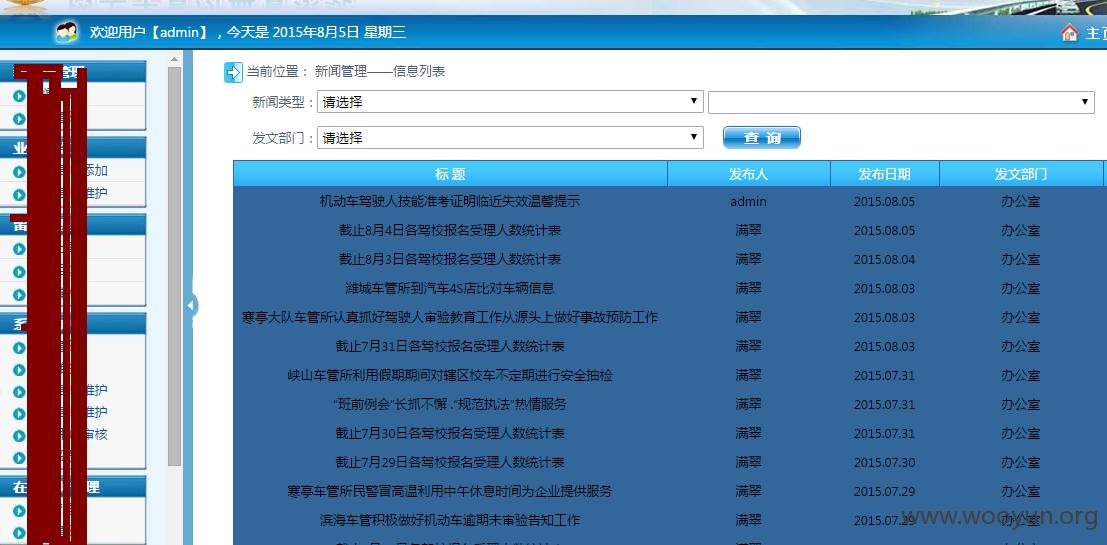 欢迎用户【admin】，今天是 2015年8月5日 星期三
主页
管理
业
添加
维护
维护
维护
审核
在
理
当前位置： 新闻管理——信息列表
新闻类型： 请选择
发文部门： 请选择 查 询
标 题 发布人 发布日期 发文部门
机动车驾驶人技能准考证明临近失效温馨提示 admin 2015.08.05 办公室
截止8月4日各驾校报名受理人数统计表 满翠 2015.08.05 办公室
截止8月3日各驾校报名受理人数统计表 满翠 2015.08.04 办公室
潍城车管所到汽车4S店比对车辆信息 满翠 2015.08.03 办公室
寒亭大队车管所认真抓好驾驶人审验教育工作从源头上做好事故预防工作 满翠 2015.08.03 办公室
截止7月31日各驾校报名受理人数统计表 满翠 2015.08.03 办公室
峡山车管所利用假期期间对辖区校车不定期进行安全抽检 满翠 2015.07.31 办公室
“班前例会”长抓不懈 .“规范执法”热情服务 满翠 2015.07.31 办公室
截止7月30日各驾校报名受理人数统计表 满翠 2015.07.31 办公室
截止7月29日各驾校报名受理人数统计表 满翠 2015.07.30 办公室
寒亭车管所民警冒高温利用中午休息时间为企业提供服务 满翠 2015.07.29 办公室
滨海车管积极做好机动车逾期未审验告知工作 满翠 2015.07.29 办公室
www.wooyun.org